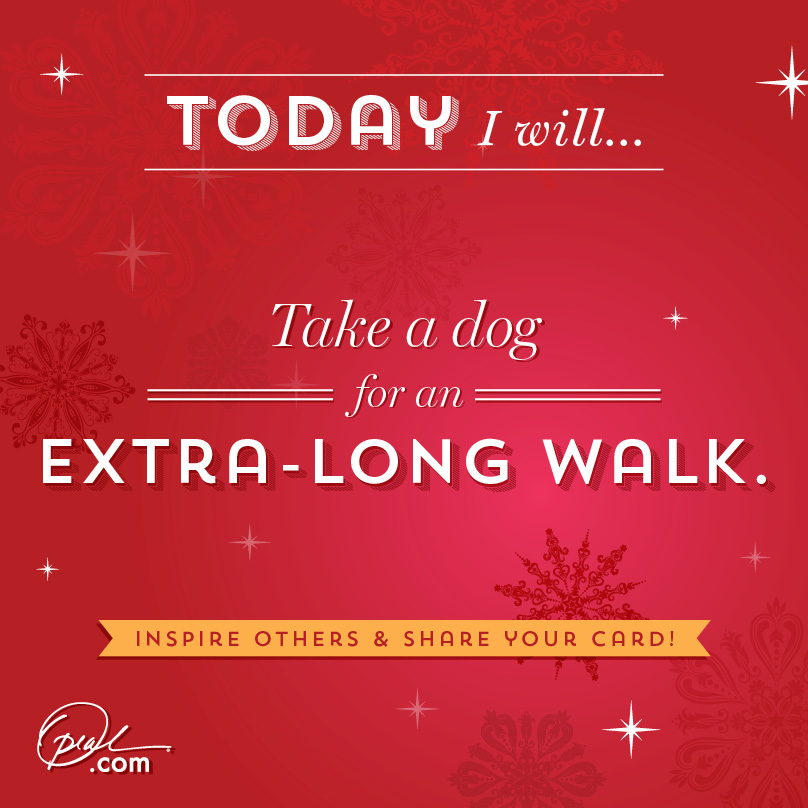 TODAY I will...
Take a dog
for an
EXTRA-LONG WALK.
INSPIRE OTHERS & SHARE YOUR CARD!
Oprah
.com